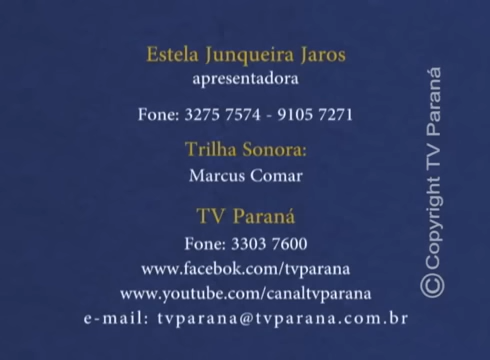 Estela Junqueira Jaros
apresentadora
Fone: 3275 7574 - 9105 7271
Trilha Sonora:
Marcus Comar
TV Paraná
Fone: 3303 7600
www.facebok.com/tvparana
www.youtube.com/canaltvparana
e-mail: tvparana@tvparana.com.br
©Copyright TV Paraná